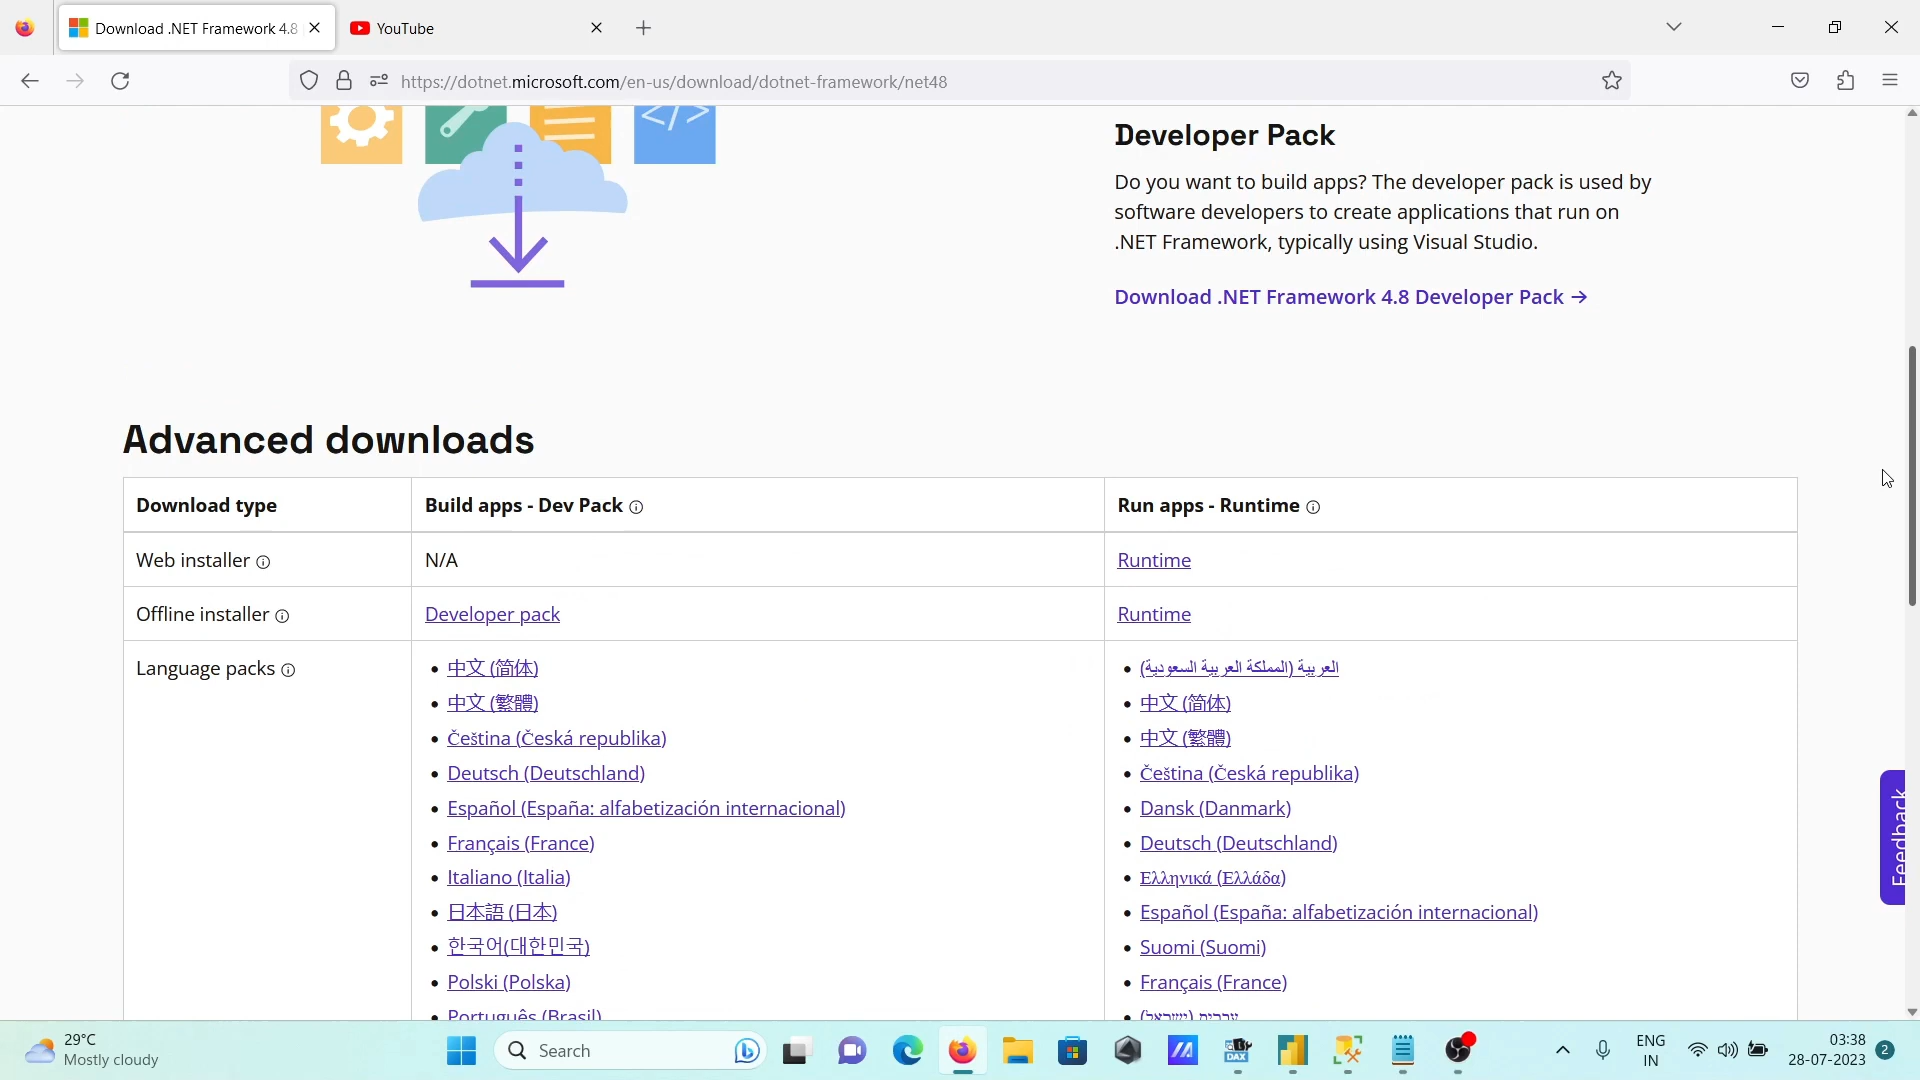 Download .NET Framework 4.8
YouTube
https://dotnet.microsoft.com/en-us/download/dotnet-framework/net48
</>
Developer Pack
Do you want to build apps? The developer pack is used by
software developers to create applications that run on
.NET Framework, typically using Visual Studio.
Download .NET Framework 4.8 Developer Pack →
Advanced downloads
Download type
Build apps - Dev Pack
Run apps - Runtime
Web installer
N/A
Runtime
Offline installer
Developer pack
Runtime
Language packs
中文 (简体)
中文 (繁體)
Čeština (Česká republika)
Deutsch (Deutschland)
Español (España: alfabetización internacional)
Français (France)
Italiano (Italia)
日本語 (日本)
한국어(대한민국)
Polski (Polska)
Português (Brasil)
العربية (المملكة العربية السعودية)
中文 (简体)
中文 (繁體)
Čeština (Česká republika)
Dansk (Danmark)
Deutsch (Deutschland)
Ελληνικά (Ελλάδα)
Español (España: alfabetización internacional)
Suomi (Suomi)
Français (France)
עברית (ישראל)
Feedback
29°C
Mostly cloudy
Search
DAX
ENG
IN
03:38
28-07-2023
2